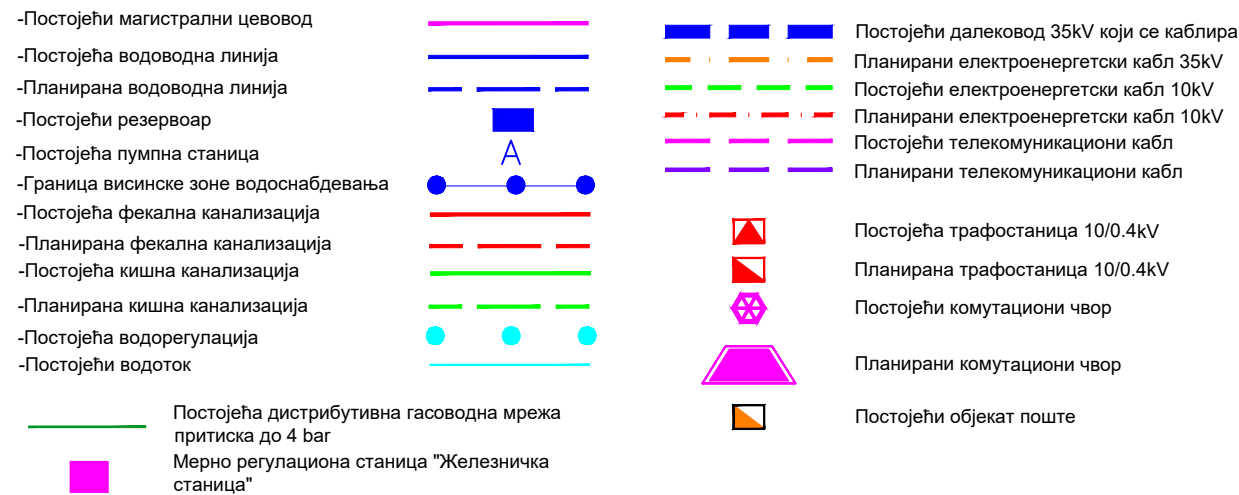 -Постојећи магистрални цевовод
-Постојећа водоводна линија
-Планирана водоводна линија
-Постојећи резервоар
-Постојећа пумпна станица
A
-Граница висинске зоне водоснабдевања
-Постојећа фекална канализација
-Планирана фекална канализација
-Постојећа кишна канализација
-Планирана кишна канализација
-Постојећа водорегулација
-Постојећи водоток
Постојећа дистрибутивна гасоводна мрежа
притиска до 4 bar
Мерно регулациона станица "Железничка
станица"
Постојећи далековод 35kV који се каблира
Планирани електроенергетски кабл 35kV
Постојећи електроенергетски кабл 10kV
Планирани електроенергетски кабл 10kV
Постојећи телекомуникациони кабл
Планирани телекомуникациони кабл
Постојећа трафостаница 10/0.4kV
Планирана трафостаница 10/0.4kV
Постојећи комутациони чвор
Планирани комутациони чвор
Постојећи објекат поште